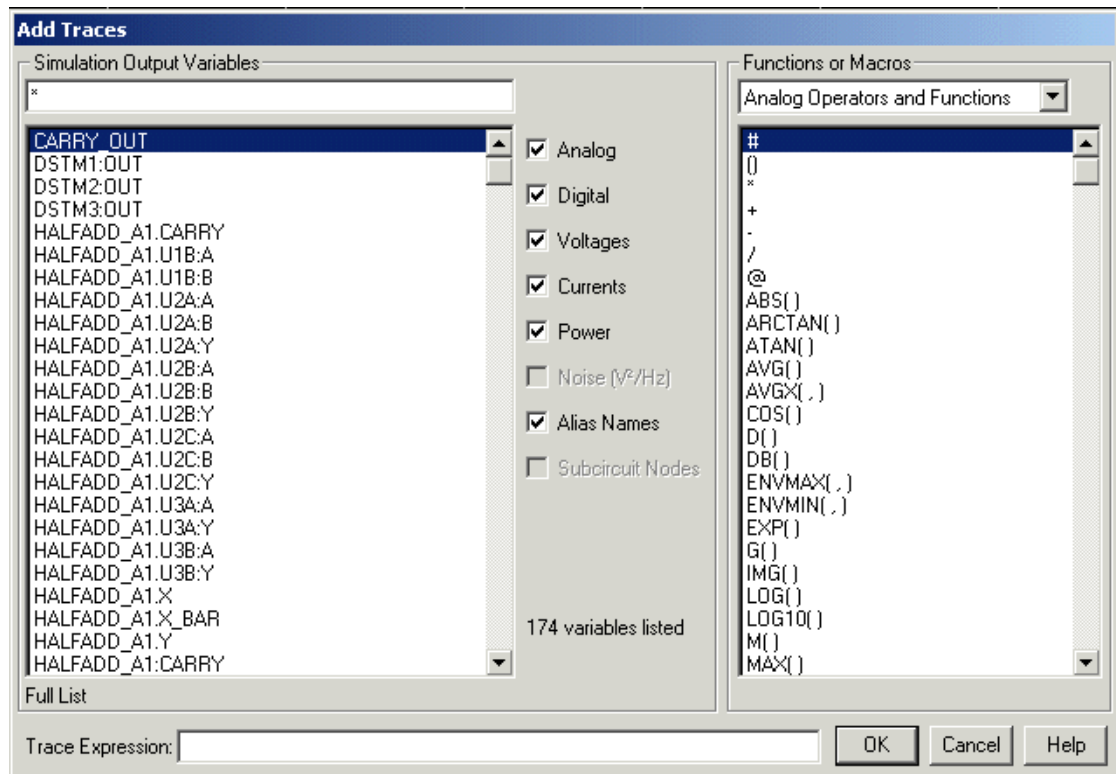 Add Traces
Simulation Output Variables
*
CARRY_OUT
DSTM1:OUT
DSTM2:OUT
DSTM3:OUT
HALFADD_A1.CARRY
HALFADD_A1.U1B:A
HALFADD_A1.U1B:B
HALFADD_A1.U2A:A
HALFADD_A1.U2A:B
HALFADD_A1.U2A:Y
HALFADD_A1.U2B:A
HALFADD_A1.U2B:B
HALFADD_A1.U2B:Y
HALFADD_A1.U2C:A
HALFADD_A1.U2C:B
HALFADD_A1.U2C:Y
HALFADD_A1.U3A:A
HALFADD_A1.U3A:Y
HALFADD_A1.U3B:A
HALFADD_A1.U3B:Y
HALFADD_A1.X
HALFADD_A1.X_BAR
HALFADD_A1.Y
HALFADD_A1:CARRY
Full List
Analog
Digital
Voltages
Currents
Power
Noise (V²/Hz)
Alias Names
Subcircuit Nodes
174 variables listed
Functions or Macros
Analog Operators and Functions
#
()
*
+
-
/
@
ABS( )
ARCTAN( )
ATAN( )
AVG( )
AVGX( , )
COS( )
D( )
DB( )
ENVMAX( , )
ENVMIN( , )
EXP( )
G( )
IMG( )
LOG( )
LOG10( )
M( )
MAX( )
Trace Expression:
OK
Cancel
Help